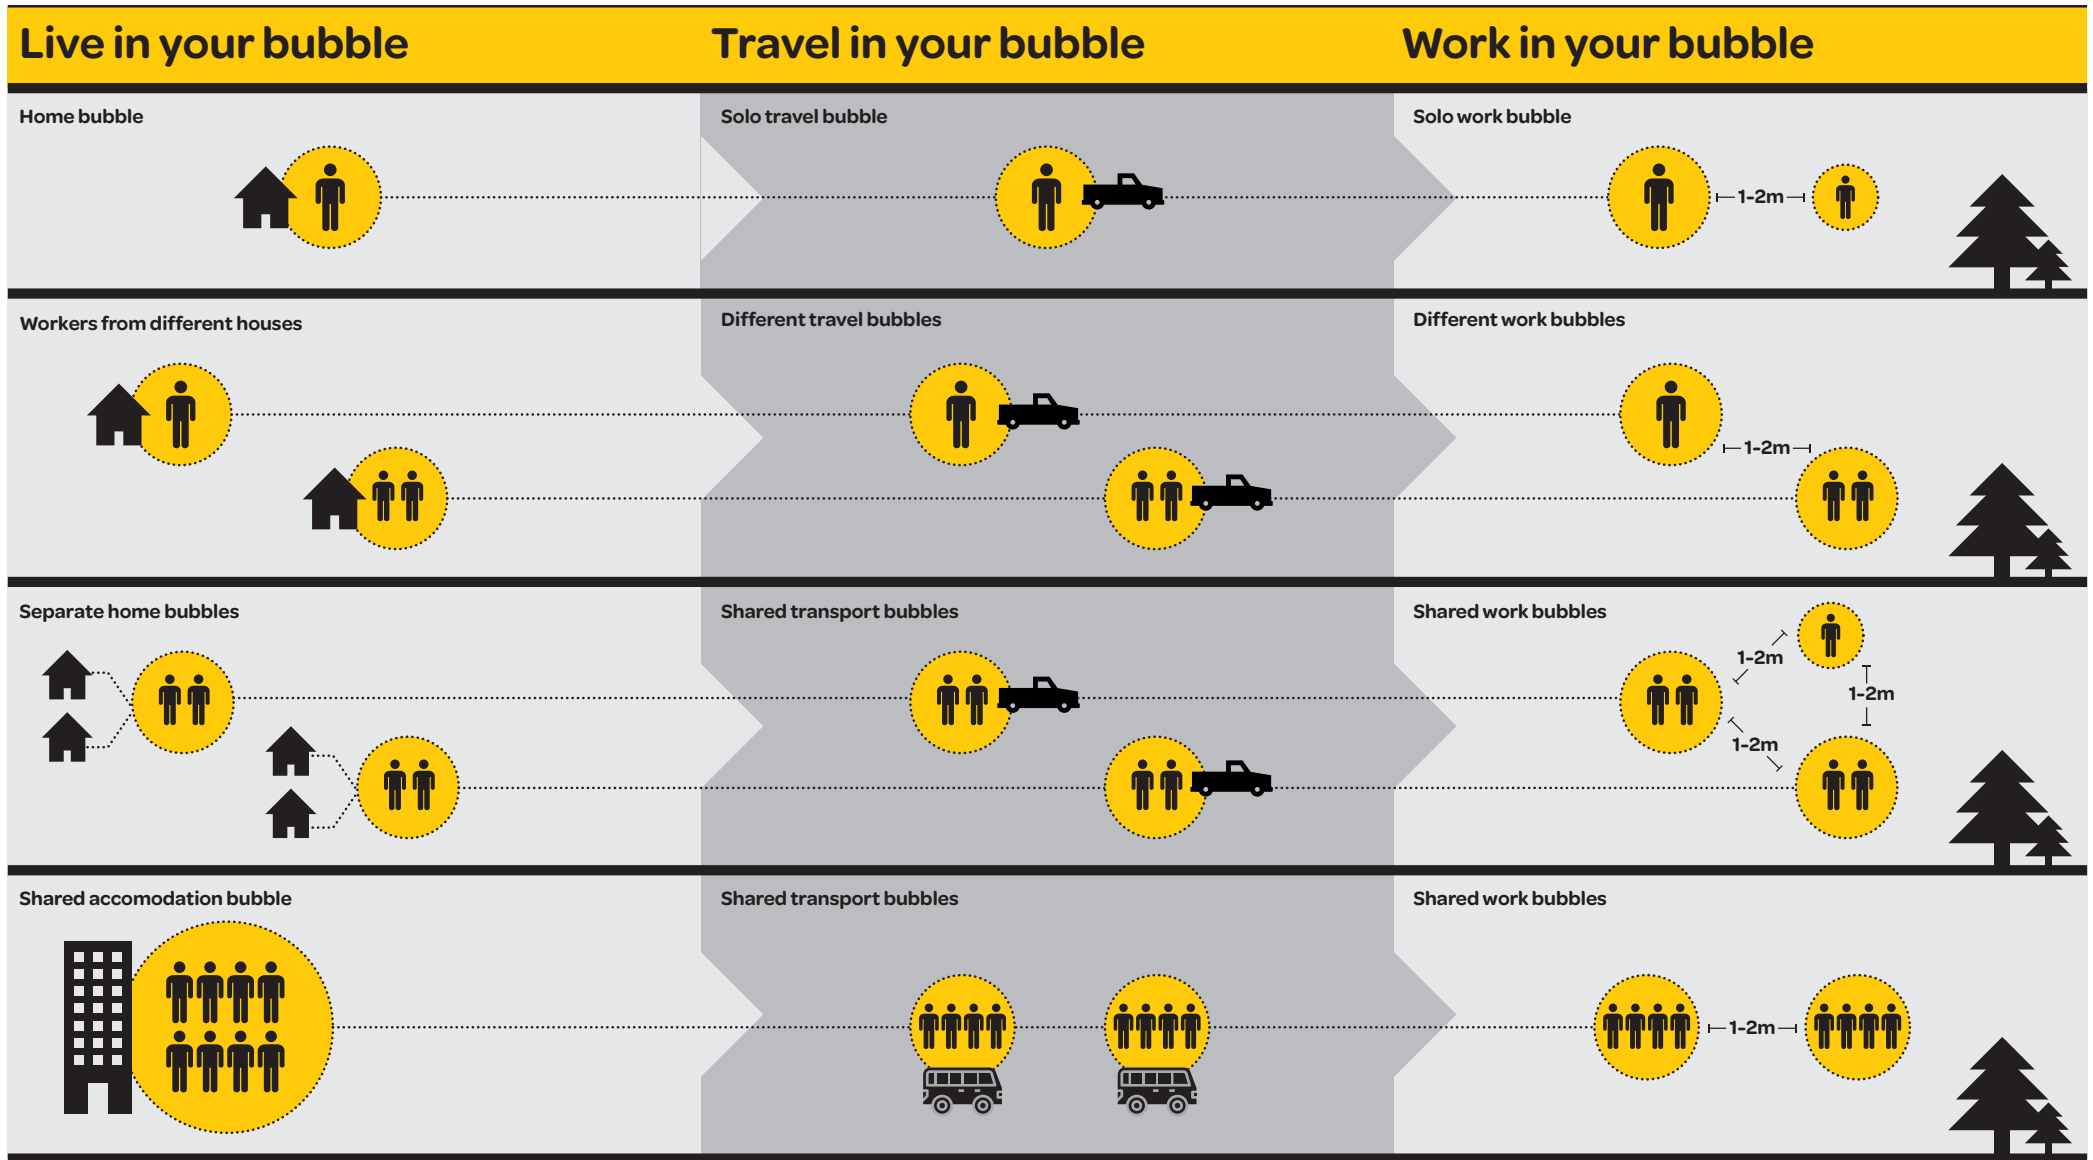 Live in your bubble
Travel in your bubble
Work in your bubble
Home bubble
Solo travel bubble
Solo work bubble
1-2m
Workers from different houses
Different travel bubbles
Different work bubbles
1-2m
Separate home bubbles
Shared transport bubbles
Shared work bubbles
1-2m
1-2m
1-2m
Shared accomodation bubble
Shared transport bubbles
Shared work bubbles
1-2m